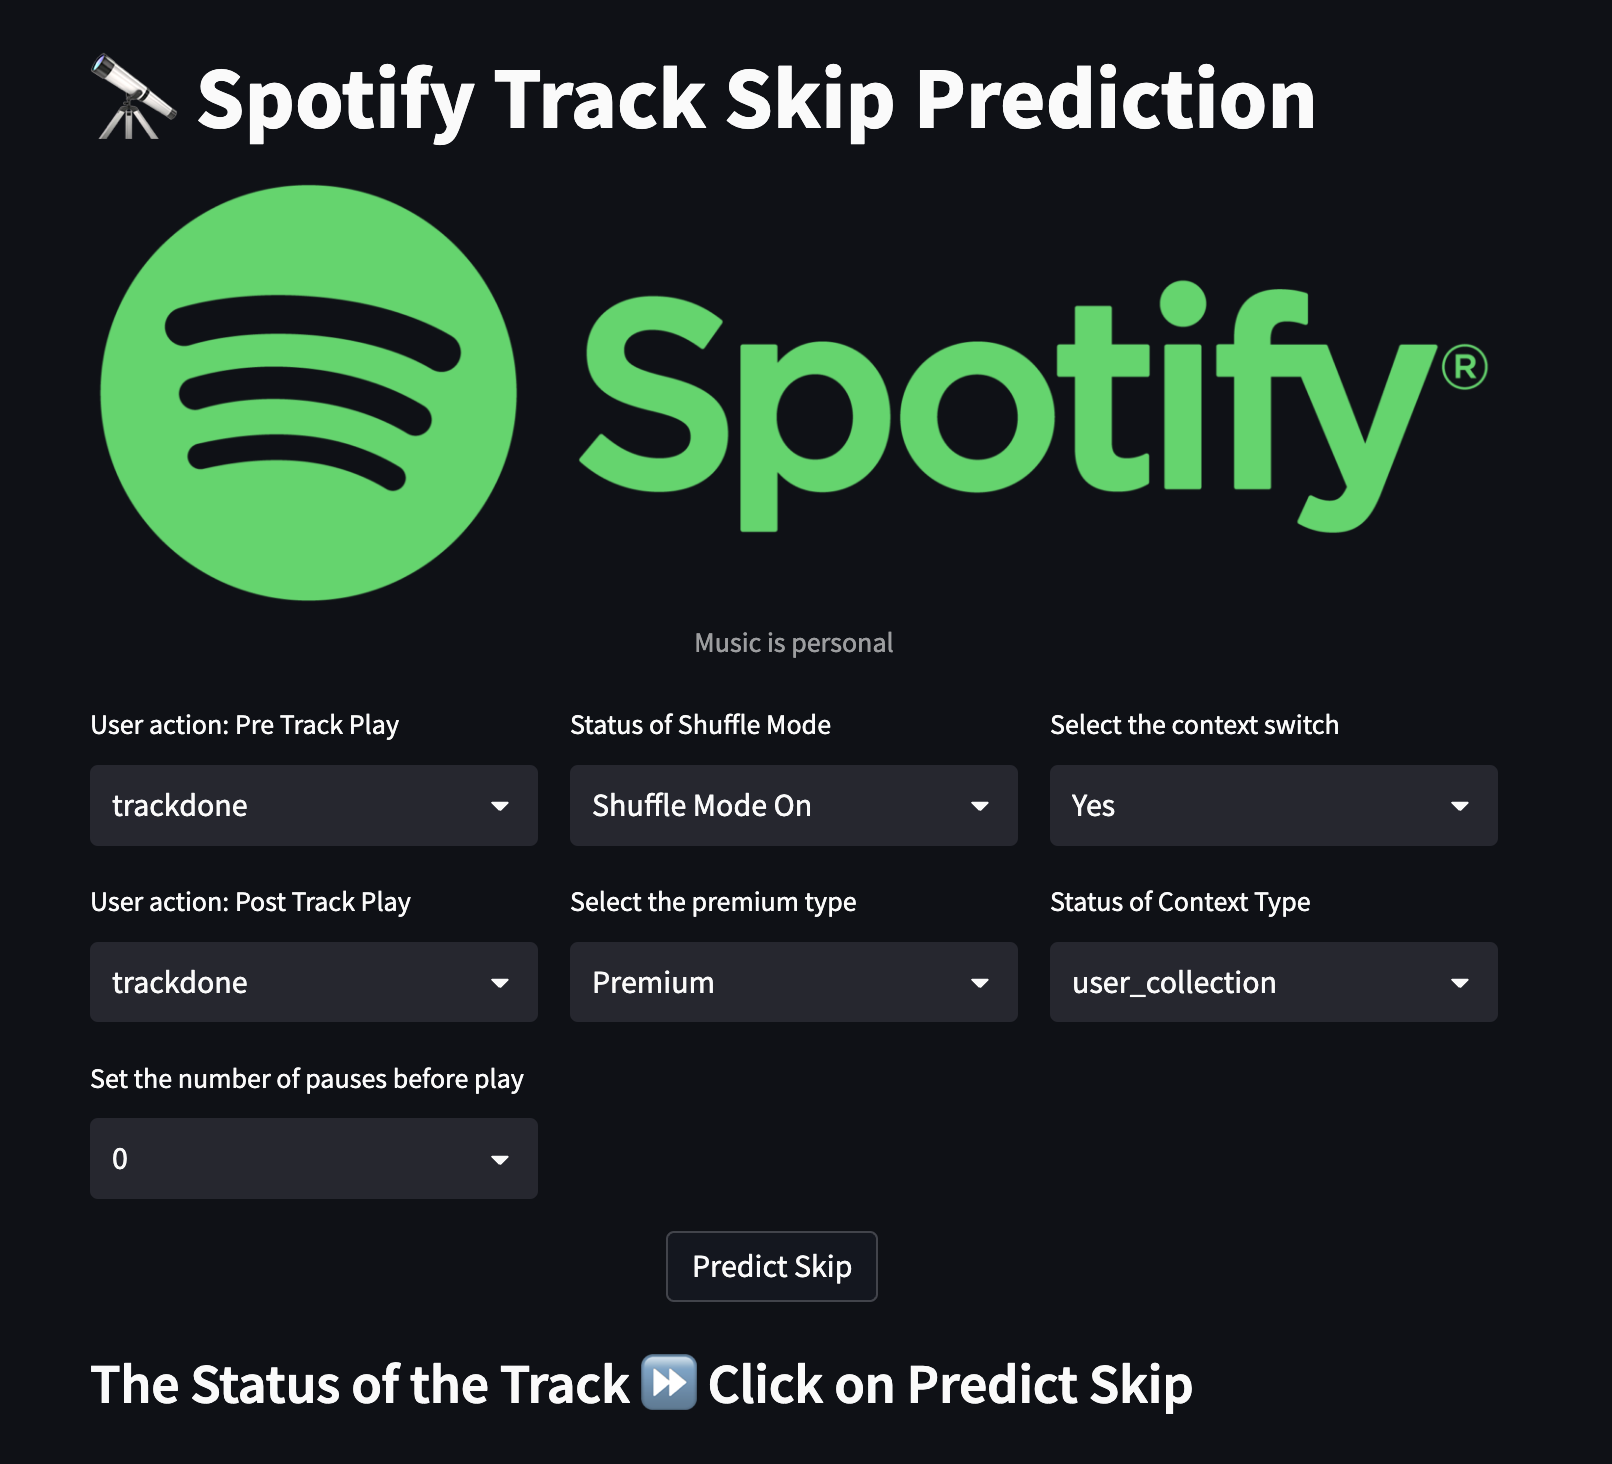 Spotify Track Skip Prediction
Spotify®
Music is personal
User action: Pre Track Play
Status of Shuffle Mode
Select the context switch
trackdone
Shuffle Mode On
Yes
User action: Post Track Play
Select the premium type
Status of Context Type
trackdone
Premium
user_collection
Set the number of pauses before play
0
Predict Skip
The Status of the Track ⏩ Click on Predict Skip